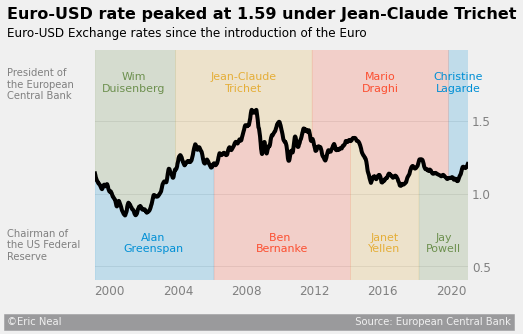 Euro-USD rate peaked at 1.59 under Jean-Claude Trichet
Euro-USD Exchange rates since the introduction of the Euro
President of
the European
Central Bank
Wim
Duisenberg
Jean-Claude
Trichet
Mario
Draghi
Christine
Lagarde
1.5
1.0
0.5
Chairman of
the US Federal
Reserve
Alan
Greenspan
Ben
Bernanke
Janet
Yellen
Jay
Powell
2000 2004 2008 2012 2016 2020
©Eric Neal Source: European Central Bank